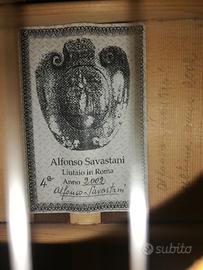 Alfonso Savastani
Liutaio in Roma
4ª Anno 2002
Alfonso Savastani
subito